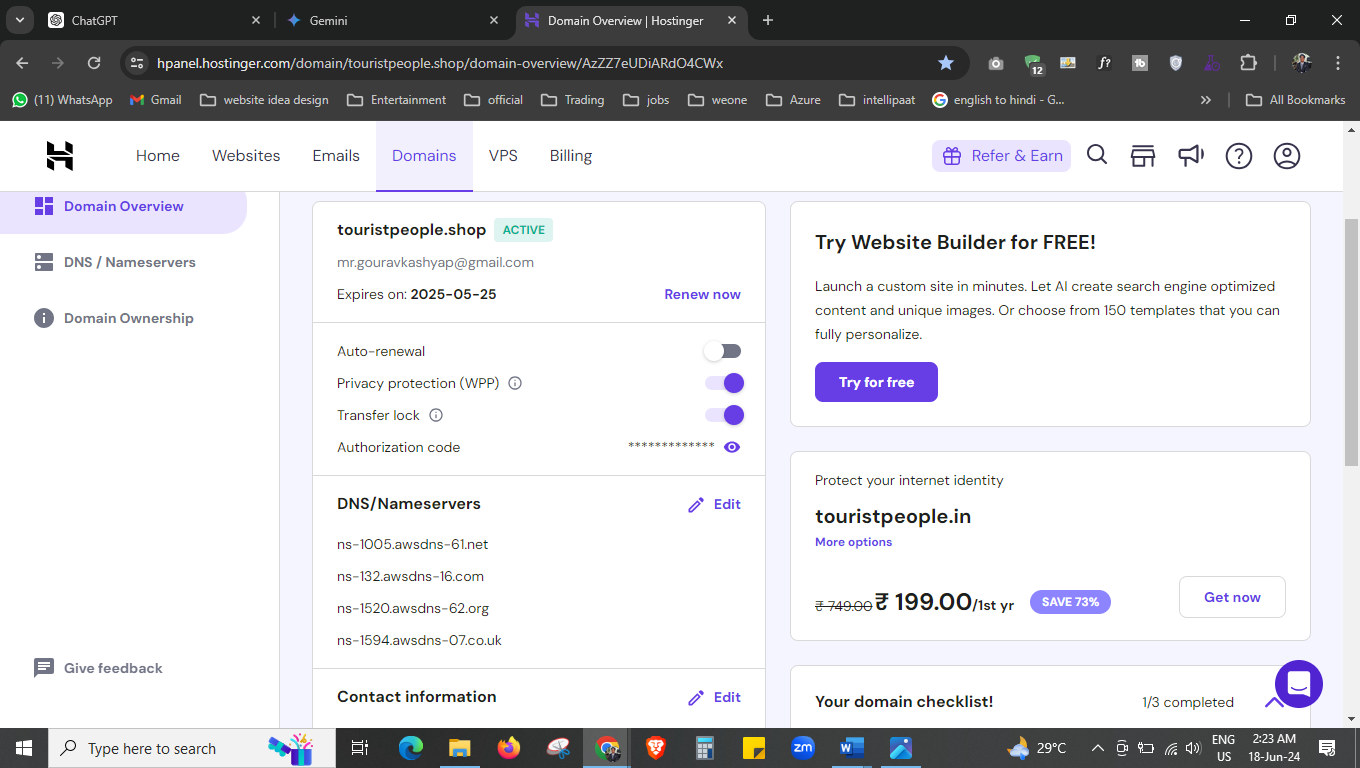 ChatGPT
Gemini
Domain Overview | Hostinger
hpanel.hostinger.com/domain/touristpeople.shop/domain-overview/AzZZ7eUDiARdO4CWx
12
f?
(11) WhatsApp
Gmail
website idea design
Entertainment
official
Trading
jobs
weone
Azure
intellipaat
english to hindi - G...
All Bookmarks
Home
Websites
Emails
Domains
VPS
Billing
Refer & Earn
Domain Overview
DNS / Nameservers
Domain Ownership
Give feedback
touristpeople.shop ACTIVE
mr.gouravkashyap@gmail.com
Expires on: 2025-05-25 Renew now
Auto-renewal
Privacy protection (WPP)
Transfer lock
Authorization code *************
DNS/Nameservers Edit
ns-1005.awsdns-61.net
ns-132.awsdns-16.com
ns-1520.awsdns-62.org
ns-1594.awsdns-07.co.uk
Contact information Edit
Try Website Builder for FREE!
Launch a custom site in minutes. Let AI create search engine optimized
content and unique images. Or choose from 150 templates that you can
fully personalize.
Try for free
Protect your internet identity
touristpeople.in
More options
₹ 749.00 ₹ 199.00/1st yr SAVE 73% Get now
Your domain checklist! 1/3 completed
Type here to search
zm
29°C
ENG
US
2:23 AM
18-Jun-24